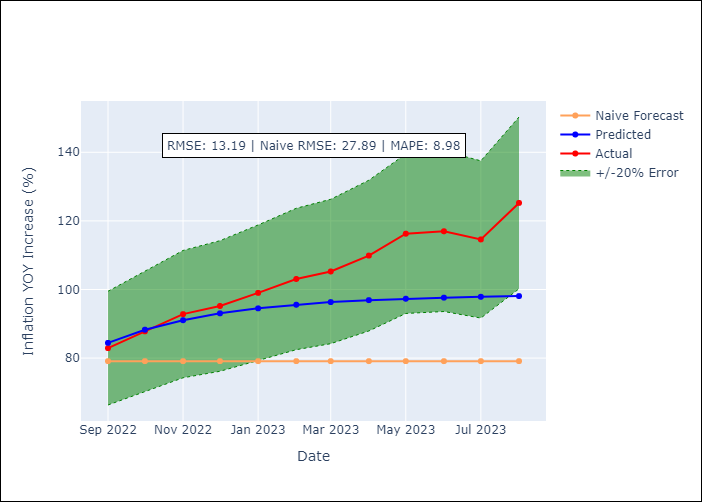 RMSE: 13.19 | Naive RMSE: 27.89 | MAPE: 8.98
Naive Forecast
Predicted
Actual
+/-20% Error
Inflation YOY Increase (%)
140
120
100
80
Sep 2022
Nov 2022
Jan 2023
Mar 2023
May 2023
Jul 2023
Date